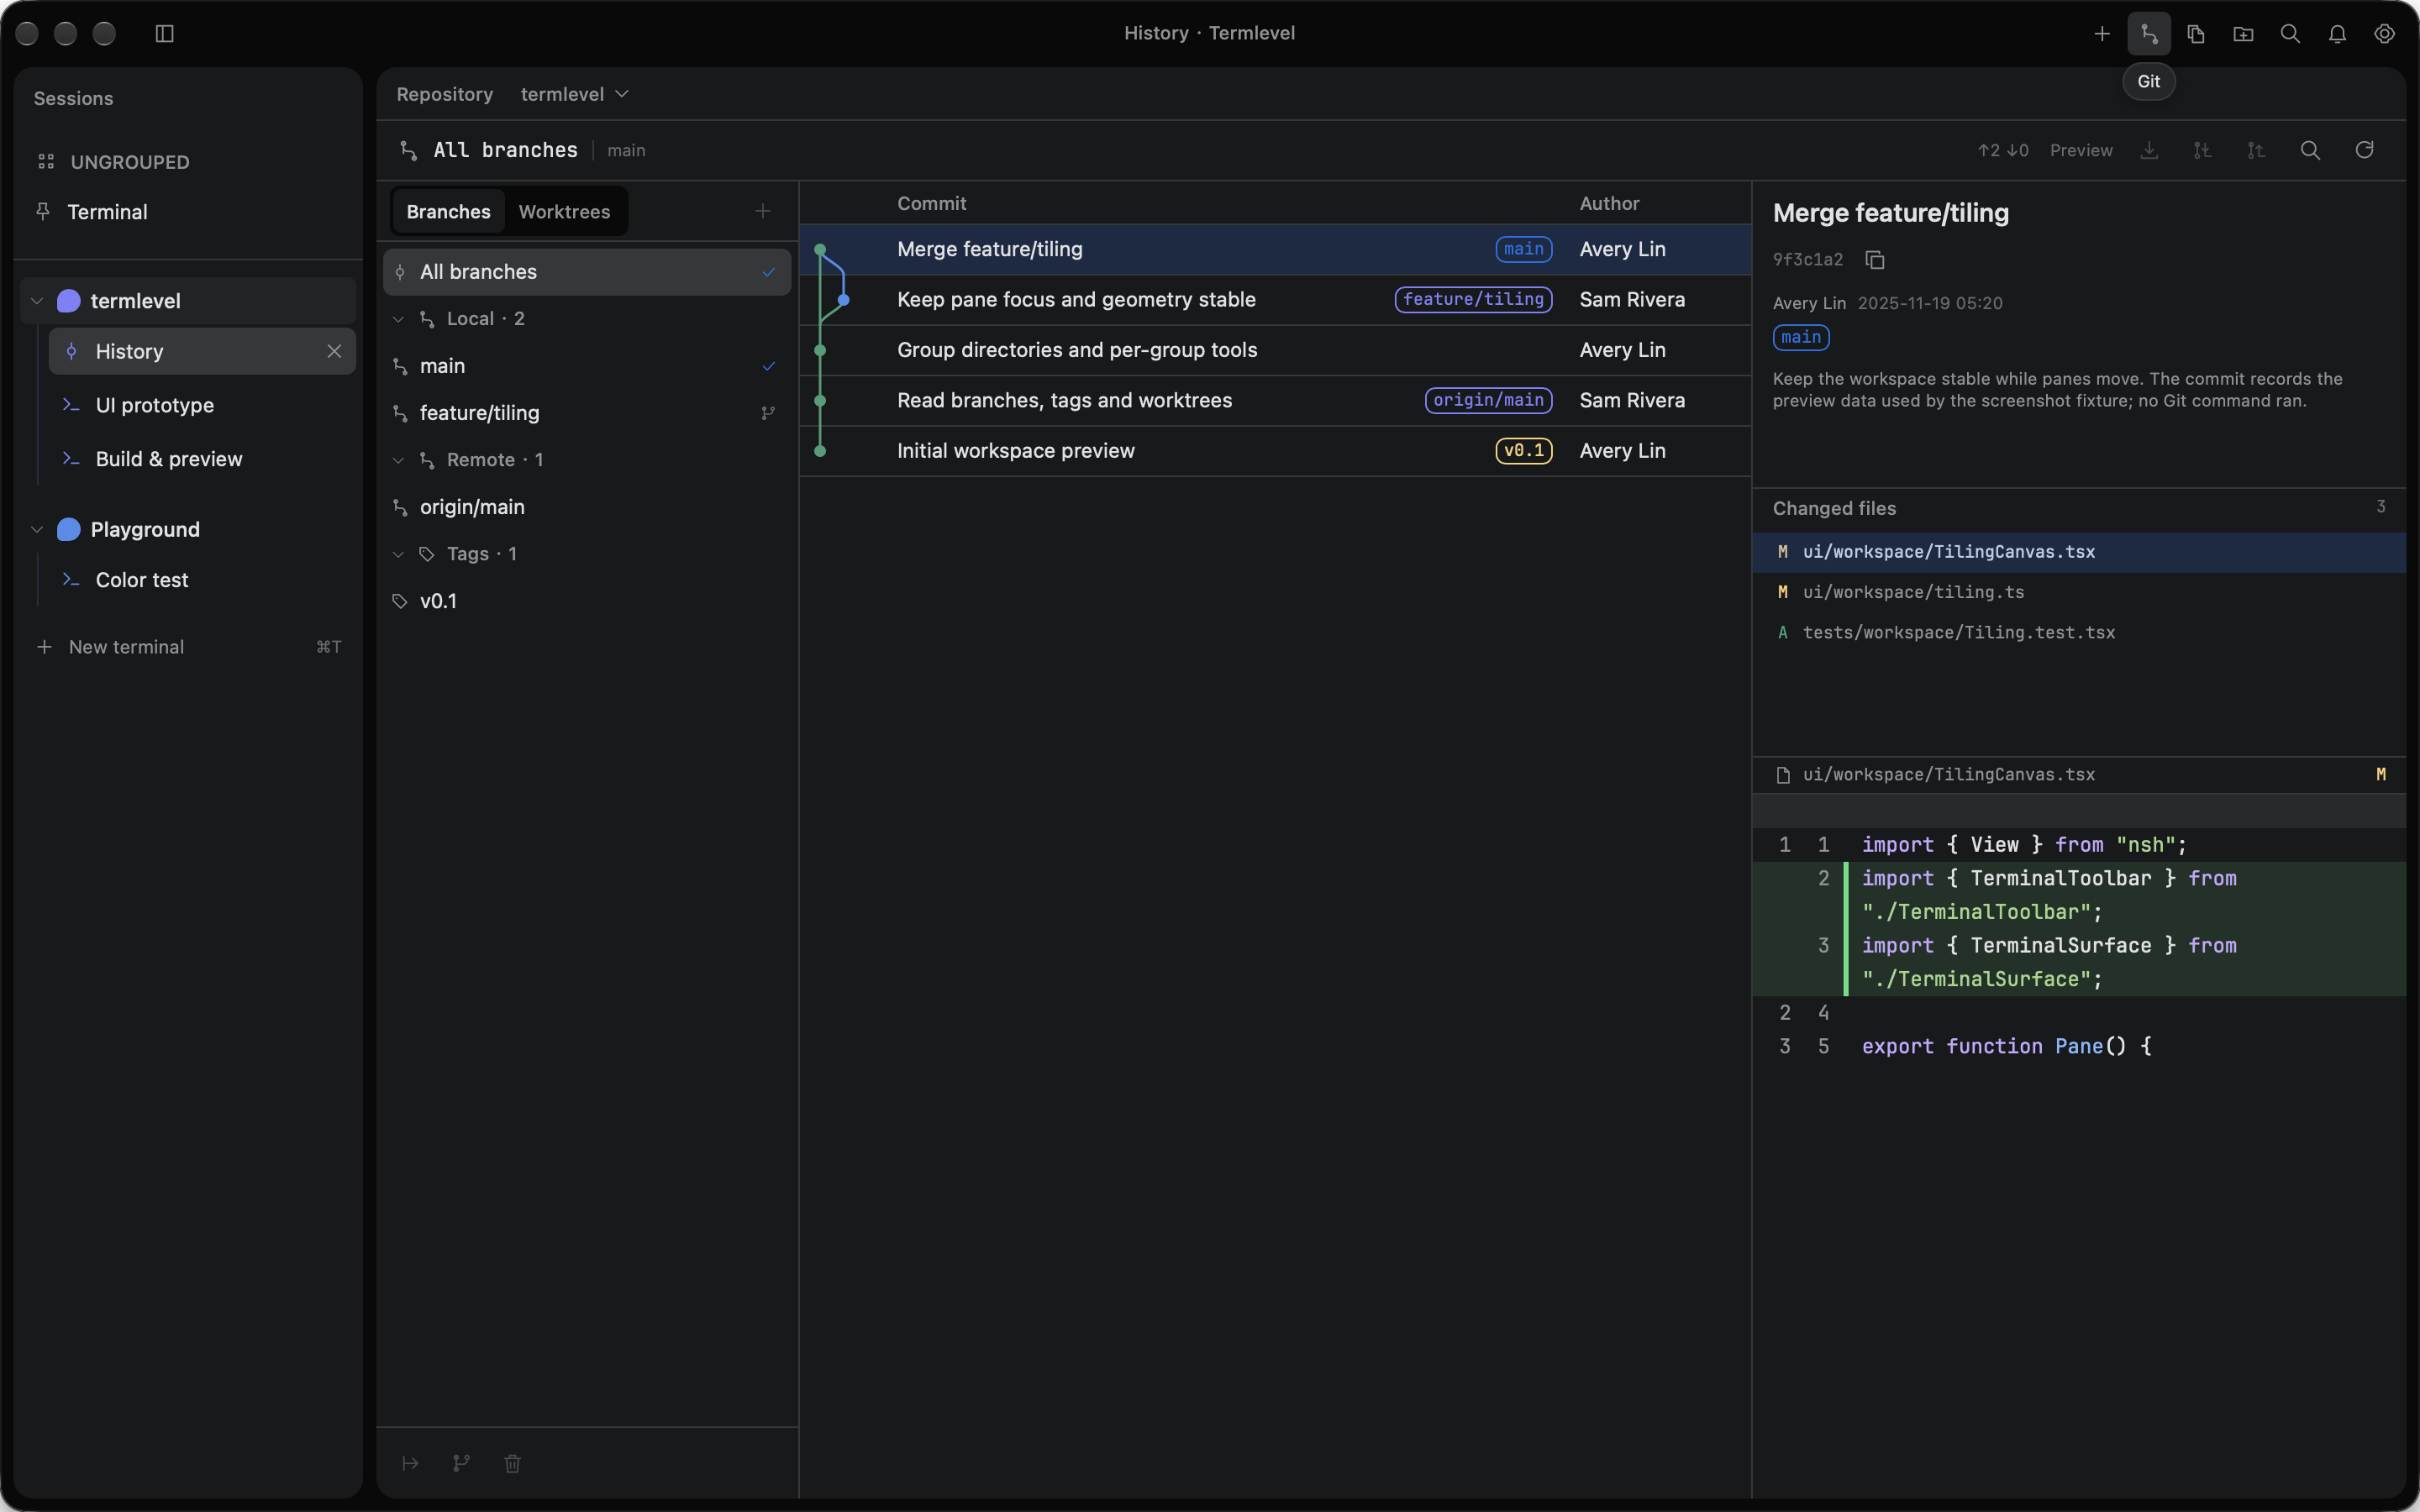 History · Termlevel
Git
Sessions
UNGROUPED
Terminal
termlevel
History
UI prototype
Build & preview
Playground
Color test
New terminal ⌘T
Repository termlevel
All branches main
↑2 ↓0 Preview
Branches Worktrees
All branches
Local · 2
main
feature/tiling
Remote · 1
origin/main
Tags · 1
v0.1
Commit Author
Merge feature/tiling main Avery Lin
Keep pane focus and geometry stable feature/tiling Sam Rivera
Group directories and per-group tools Avery Lin
Read branches, tags and worktrees origin/main Sam Rivera
Initial workspace preview v0.1 Avery Lin
Merge feature/tiling
9f3c1a2
Avery Lin 2025-11-19 05:20
main
Keep the workspace stable while panes move. The commit records the
preview data used by the screenshot fixture; no Git command ran.
Changed files 3
M ui/workspace/TilingCanvas.tsx
M ui/workspace/tiling.ts
A tests/workspace/Tiling.test.tsx
ui/workspace/TilingCanvas.tsx M
1 1 import { View } from "nsh";
2 import { TerminalToolbar } from
"./TerminalToolbar";
3 import { TerminalSurface } from
"./TerminalSurface";
2 4
3 5 export function Pane() {